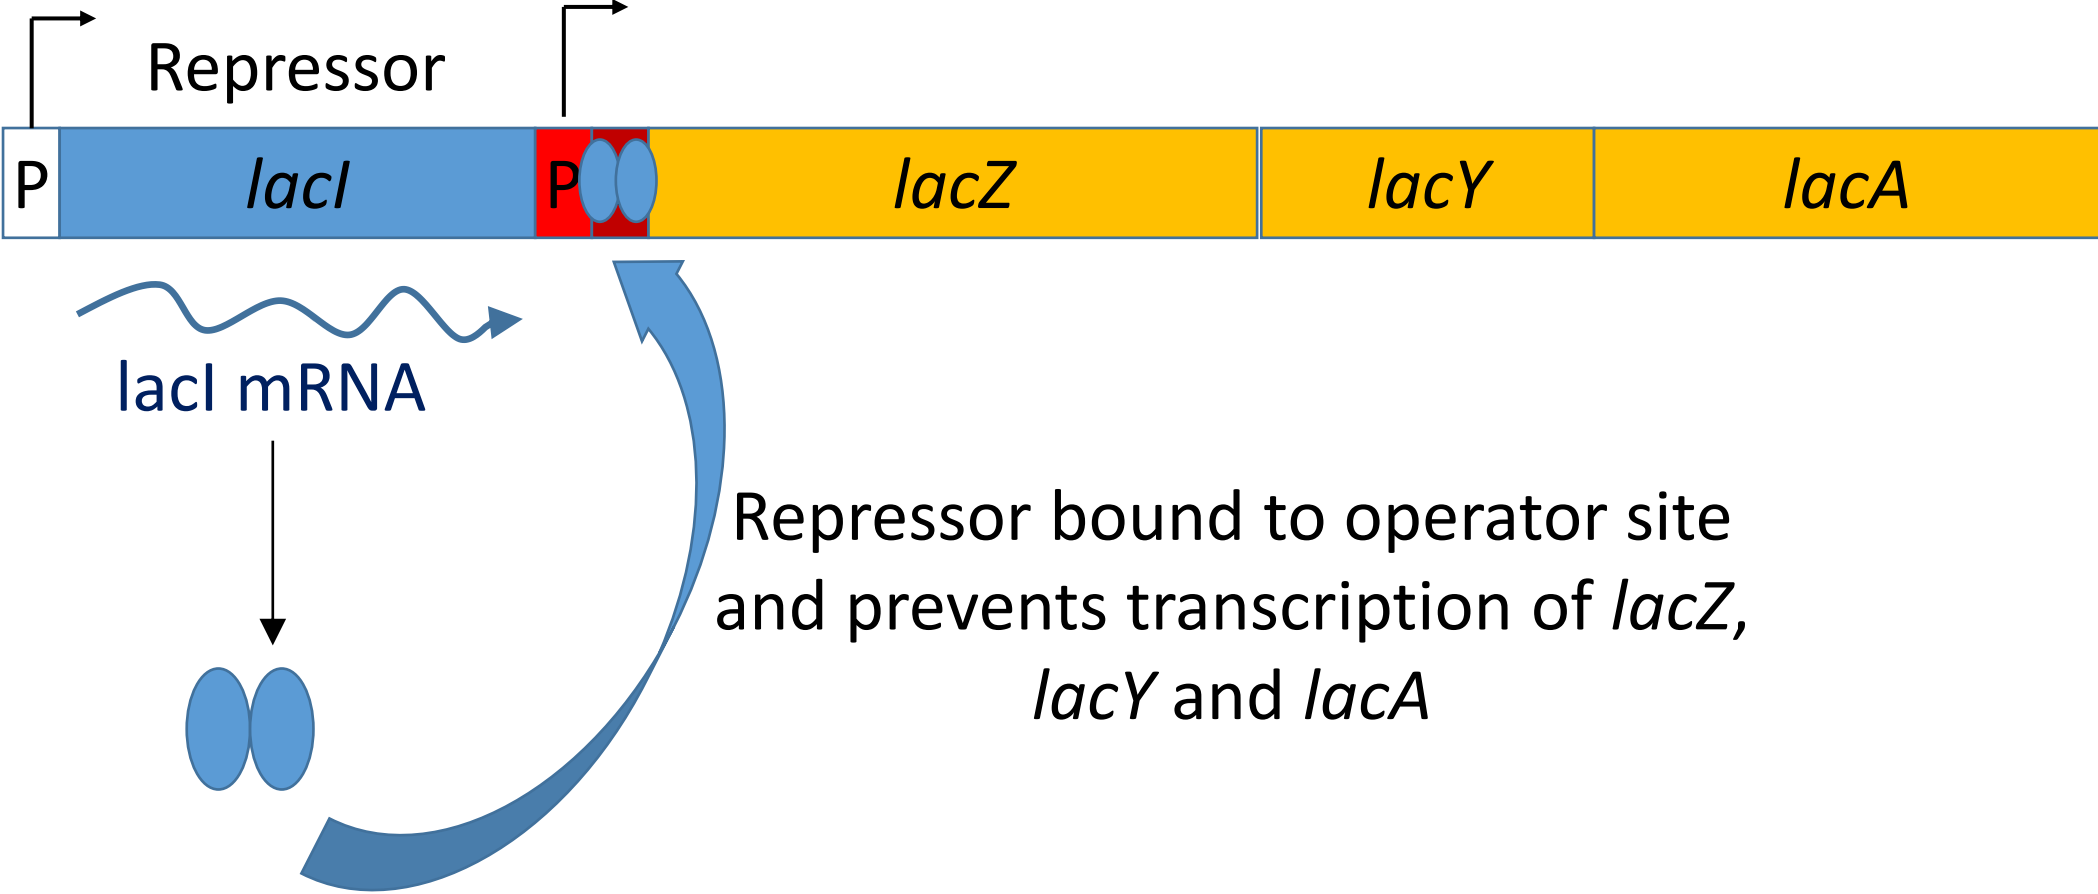 Repressor
P
lacI
P
lacZ
lacY
lacA
lacI mRNA
Repressor bound to operator site
and prevents transcription of lacZ,
lacY and lacA